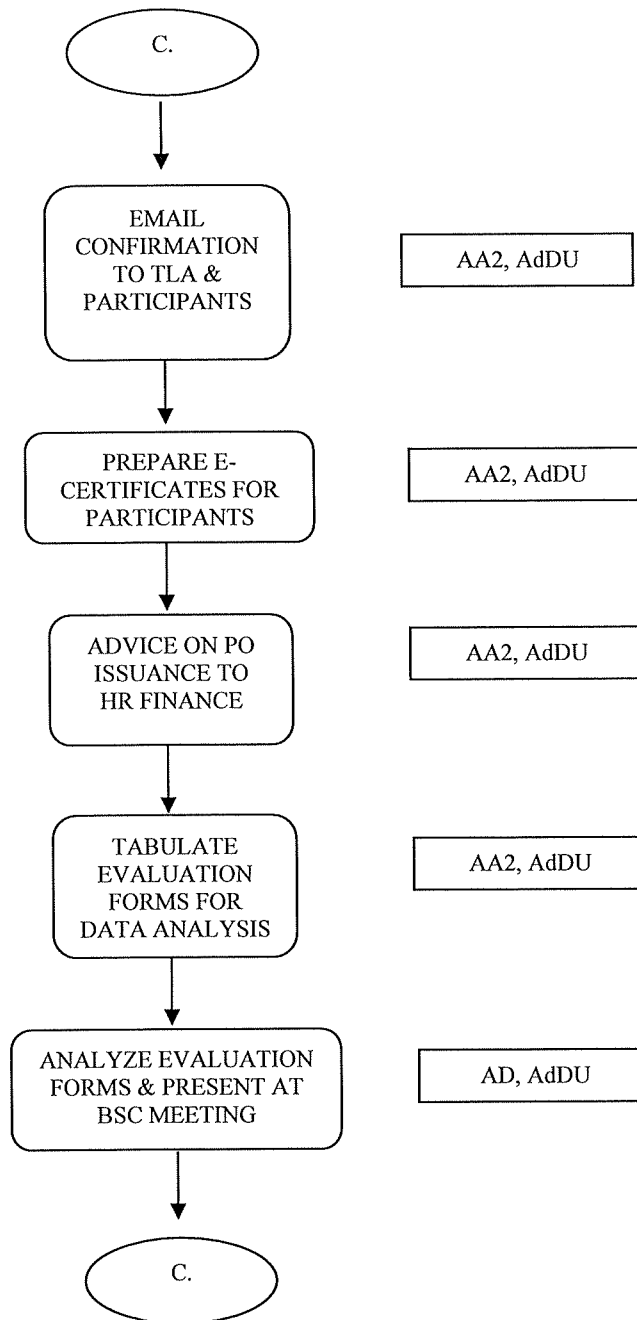 C.
EMAIL
CONFIRMATION
TO TLA &
PARTICIPANTS
AA2, AdDU
PREPARE E-
CERTIFICATES FOR
PARTICIPANTS
AA2, AdDU
ADVICE ON PO
ISSUANCE TO
HR FINANCE
AA2, AdDU
TABULATE
EVALUATION
FORMS FOR
DATA ANALYSIS
AA2, AdDU
ANALYZE EVALUATION
FORMS & PRESENT AT
BSC MEETING
AD, AdDU
C.